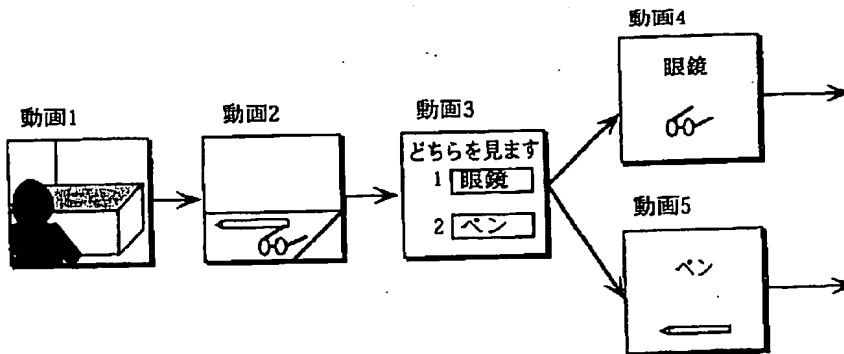 動画1
動画2
動画3
どちらを見ます
1 眼鏡
2 ペン
動画4
眼鏡
動画5
ペン